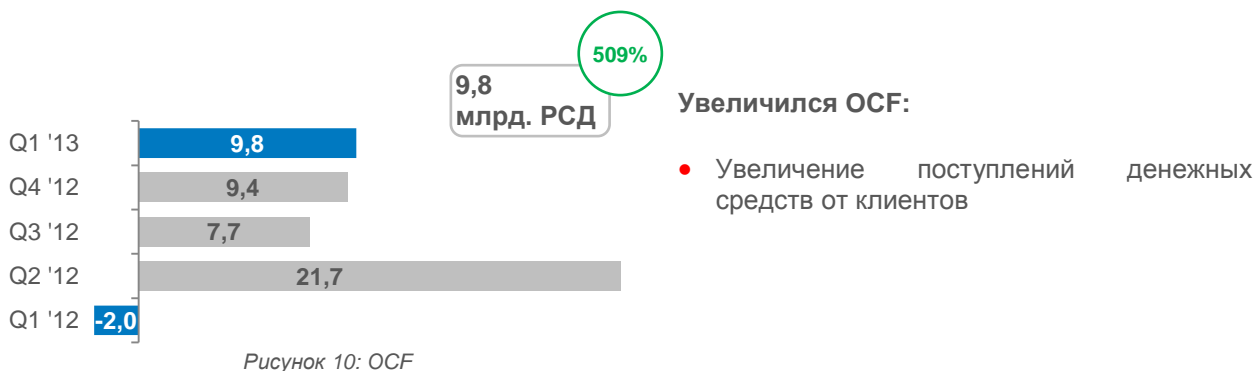 509%
9,8
млрд. РСД
Увеличился OCF:
Q1 '13 9,8
Q4 '12 9,4
Q3 '12 7,7
Q2 '12 21,7
Q1 '12 -2,0
• Увеличение поступлений денежных
средств от клиентов
Рисунок 10: OCF